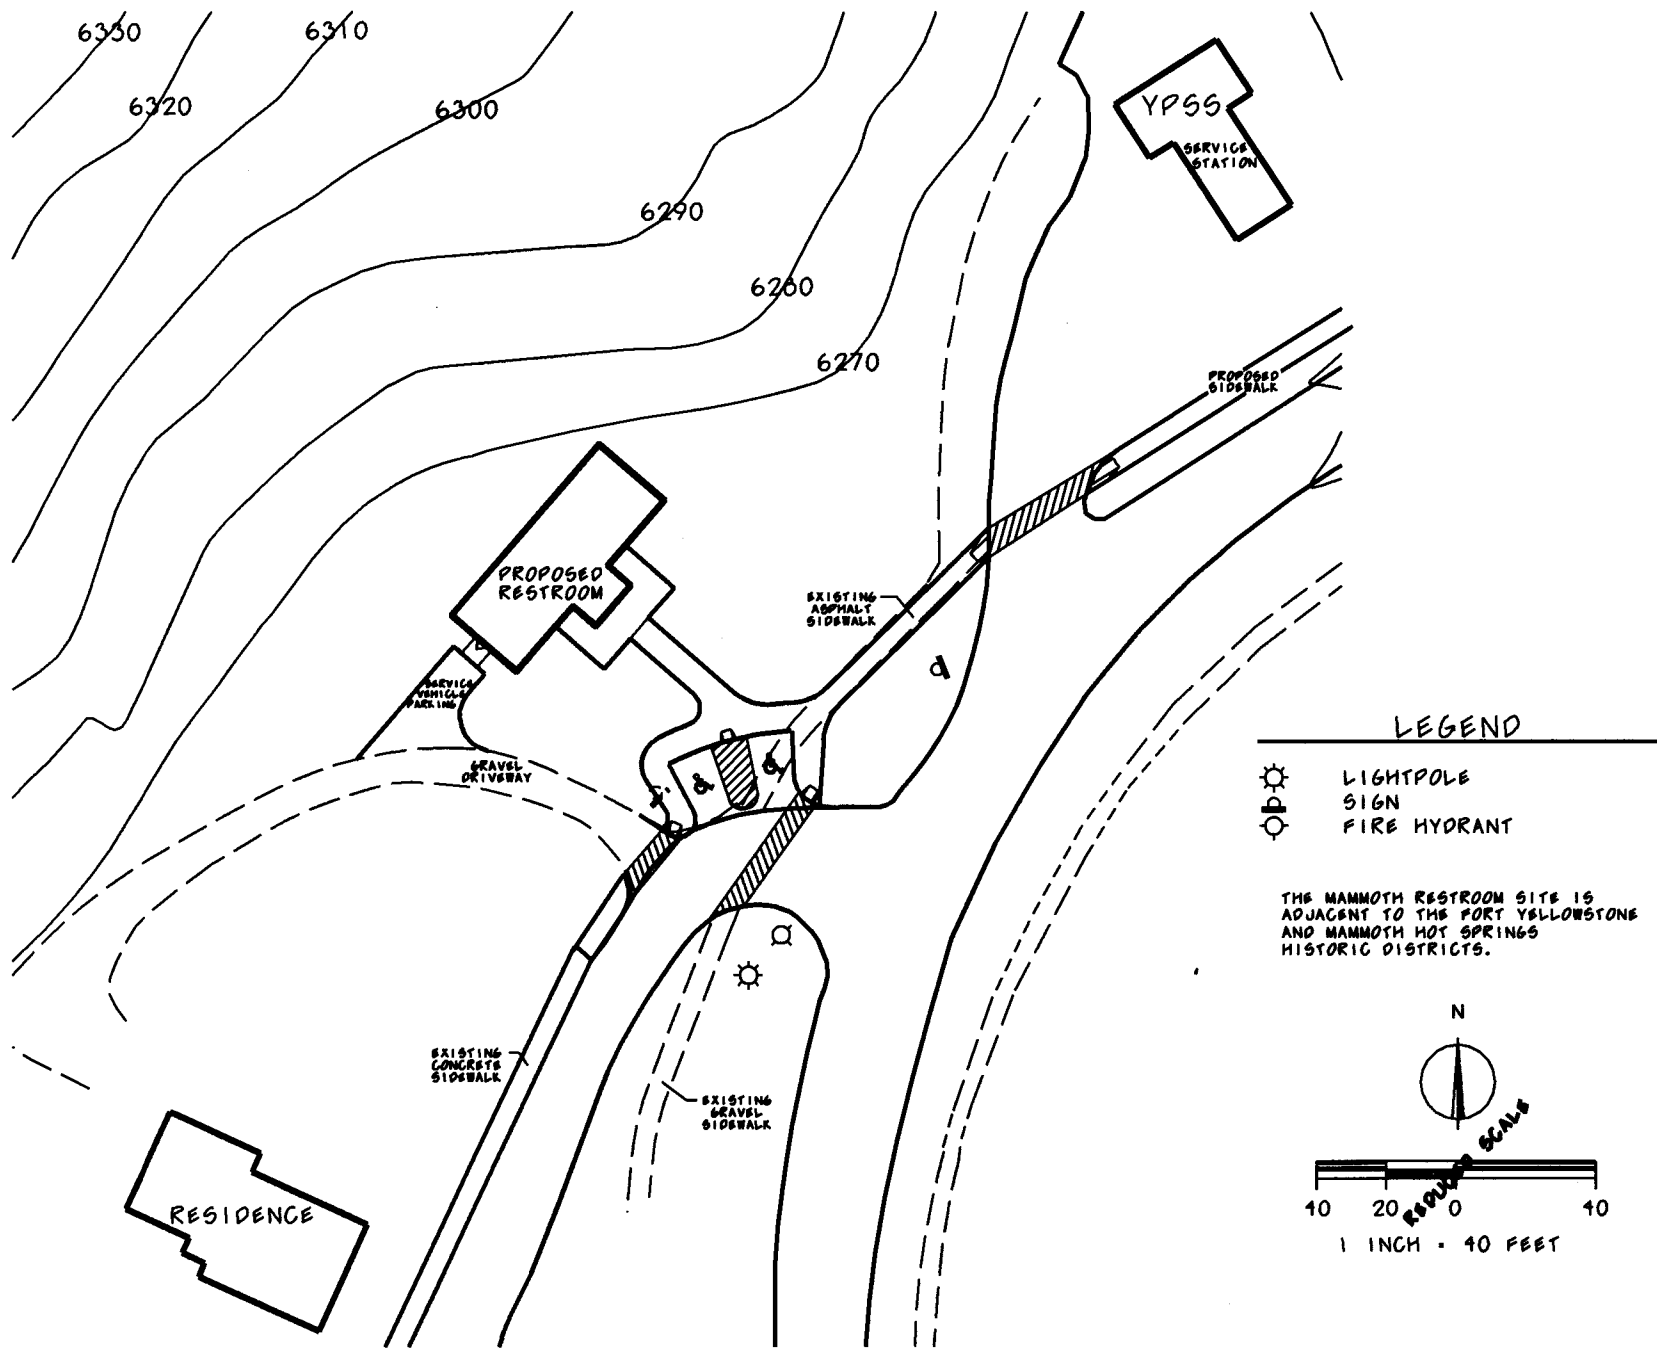 6330
6310
6320
6300
YPSS
SERVICE
STATION
6290
6280
6270
PROPOSED
SIDEWALK
PROPOSED
RESTROOM
EXISTING
ASPHALT
SIDEWALK
SERVICE
VEHICLE
PARKING
GRAVEL
DRIVEWAY
LEGEND
LIGHTPOLE
SIGN
FIRE HYDRANT
THE MAMMOTH RESTROOM SITE IS
ADJACENT TO THE FORT YELLOWSTONE
AND MAMMOTH HOT SPRINGS
HISTORIC DISTRICTS.
N
EXISTING
CONCRETE
SIDEWALK
EXISTING
GRAVEL
SIDEWALK
RESIDENCE
REDUCED SCALE
40 20 0 40
1 INCH = 40 FEET